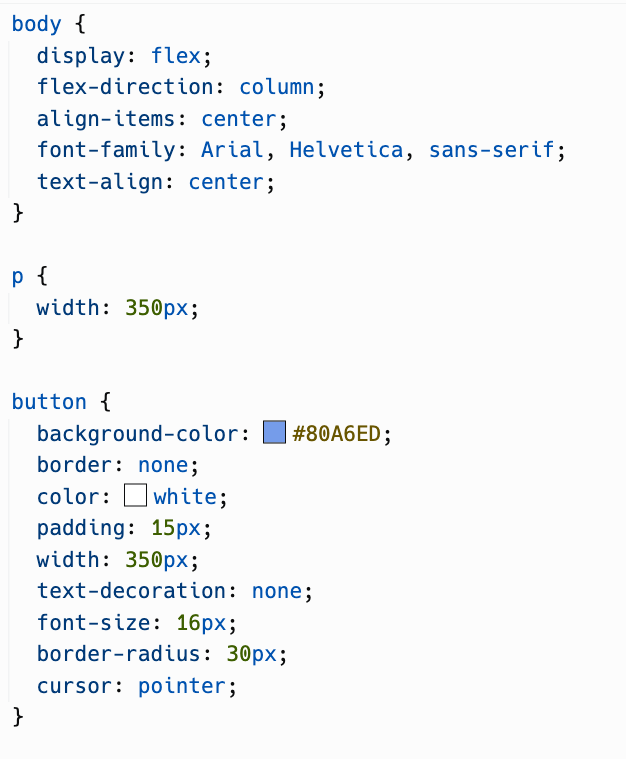 body {
  display: flex;
  flex-direction: column;
  align-items: center;
  font-family: Arial, Helvetica, sans-serif;
  text-align: center;
}

p {
  width: 350px;
}

button {
  background-color: #80A6ED;
  border: none;
  color: white;
  padding: 15px;
  width: 350px;
  text-decoration: none;
  font-size: 16px;
  border-radius: 30px;
  cursor: pointer;
}